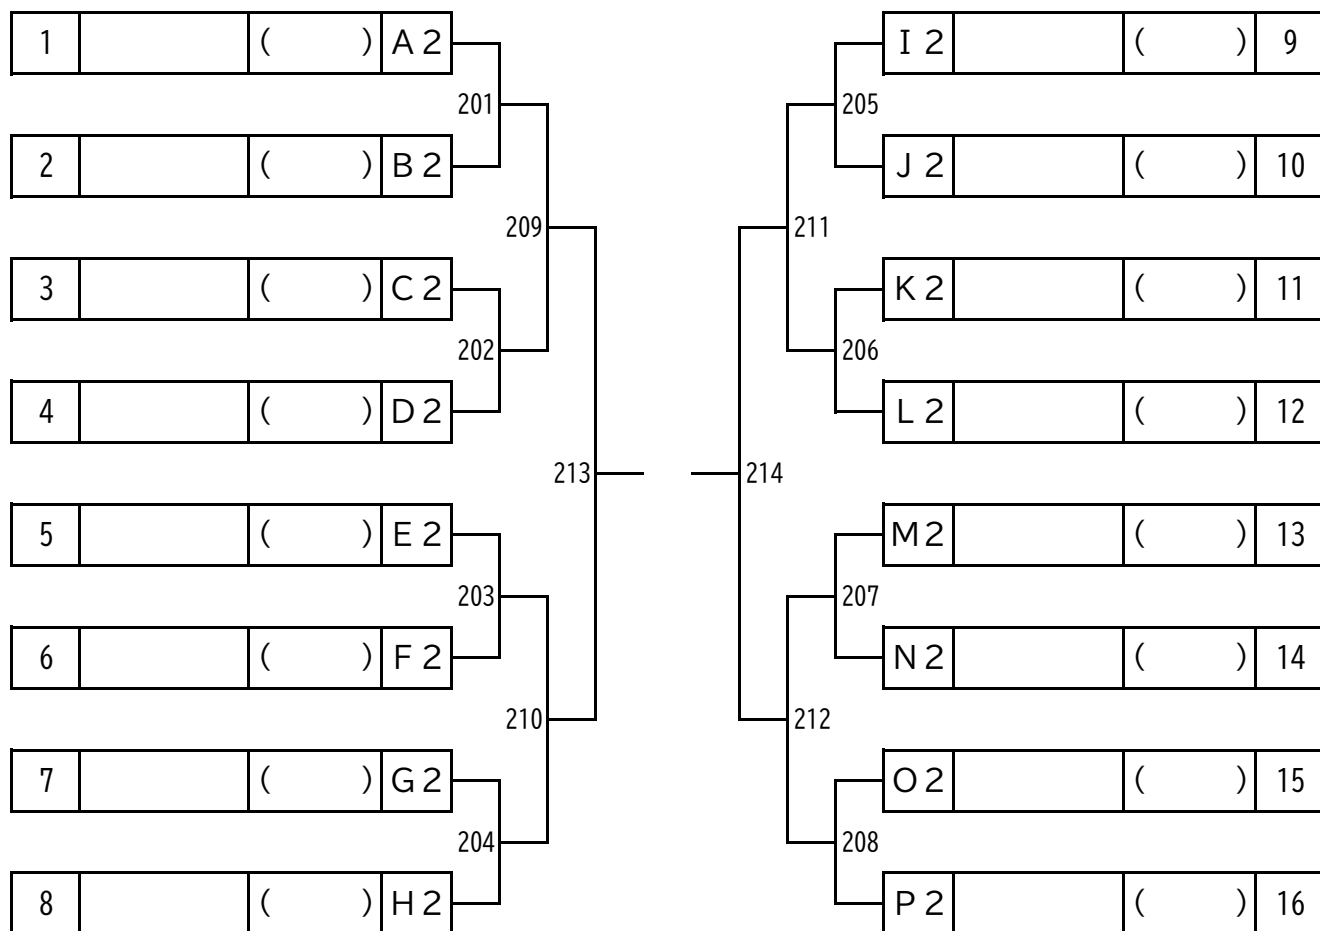 1 ( ) A2 I2 ( ) 9
201 205
2 ( ) B2 J2 ( ) 10
209 211
3 ( ) C2 K2 ( ) 11
202 206
4 ( ) D2 L2 ( ) 12
213 214
5 ( ) E2 M2 ( ) 13
203 207
6 ( ) F2 N2 ( ) 14
210 212
7 ( ) G2 O2 ( ) 15
204 208
8 ( ) H2 P2 ( ) 16